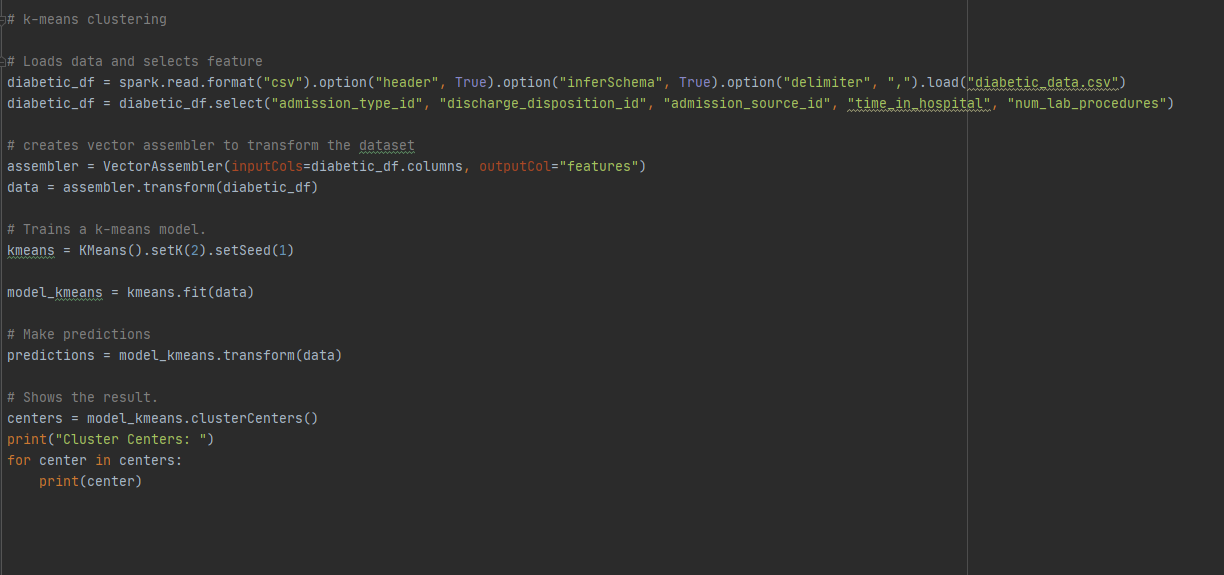 # k-means clustering
# Loads data and selects feature
diabetic_df = spark.read.format("csv").option("header", True).option("inferSchema", True).option("delimiter", ",").load("diabetic_data.csv")
diabetic_df = diabetic_df.select("admission_type_id", "discharge_disposition_id", "admission_source_id", "time_in_hospital", "num_lab_procedures")
# creates vector assembler to transform the dataset
assembler = VectorAssembler(inputCols=diabetic_df.columns, outputCol="features")
data = assembler.transform(diabetic_df)
# Trains a k-means model.
kmeans = KMeans().setK(2).setSeed(1)
model_kmeans = kmeans.fit(data)
# Make predictions
predictions = model_kmeans.transform(data)
# Shows the result.
centers = model_kmeans.clusterCenters()
print("Cluster Centers: ")
for center in centers:
    print(center)